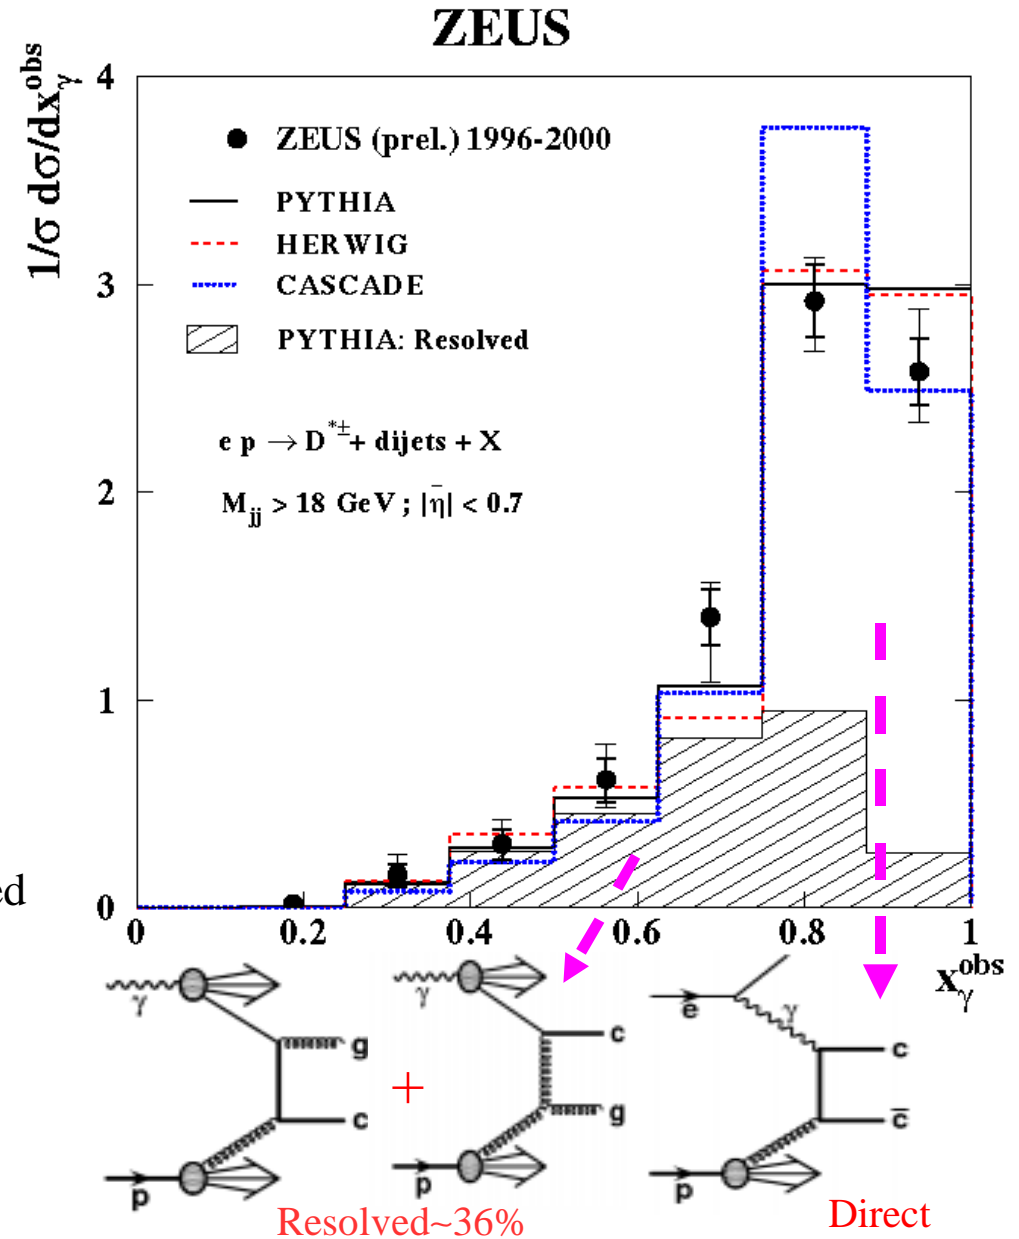 ZEUS
1/σ dσ/dx_γ^obs
4
3
2
1
0
ZEUS (prel.) 1996-2000
PYTHIA
HERWIG
CASCADE
PYTHIA: Resolved
e p → D*± + dijets + X
M_jj > 18 GeV ; |η̄| < 0.7
ed
0 0.2 0.4 0.6 0.8 1
x_γ^obs
γ g c p
+
γ c g p
e γ c c̄ p
Resolved~36%
Direct